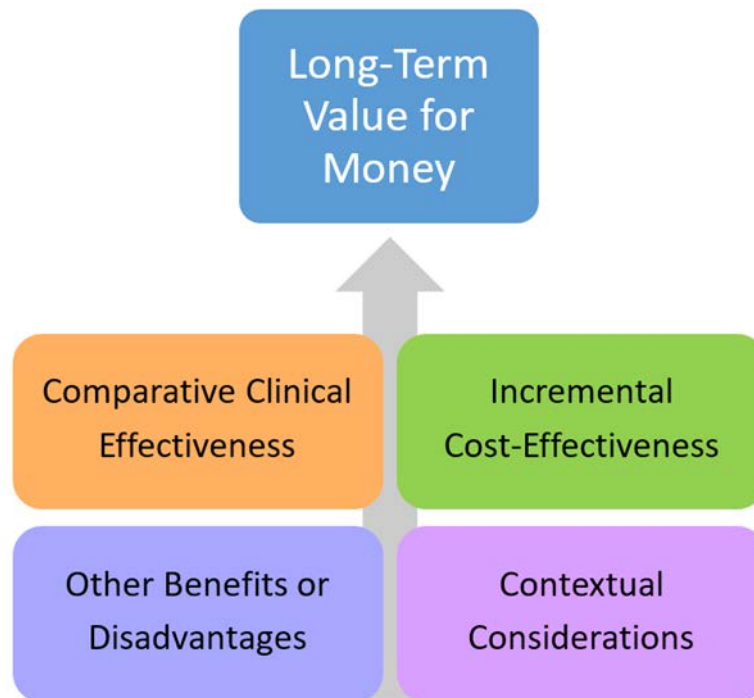 Long-Term
Value for
Money
Comparative Clinical
Effectiveness
Incremental
Cost-Effectiveness
Other Benefits or
Disadvantages
Contextual
Considerations